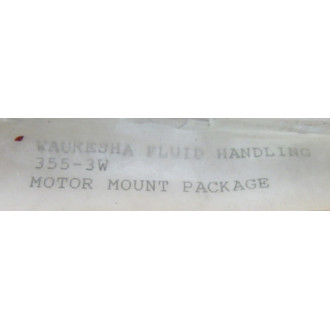 WAUKESHA FLUID HANDLING
355-3W
MOTOR MOUNT PACKAGE